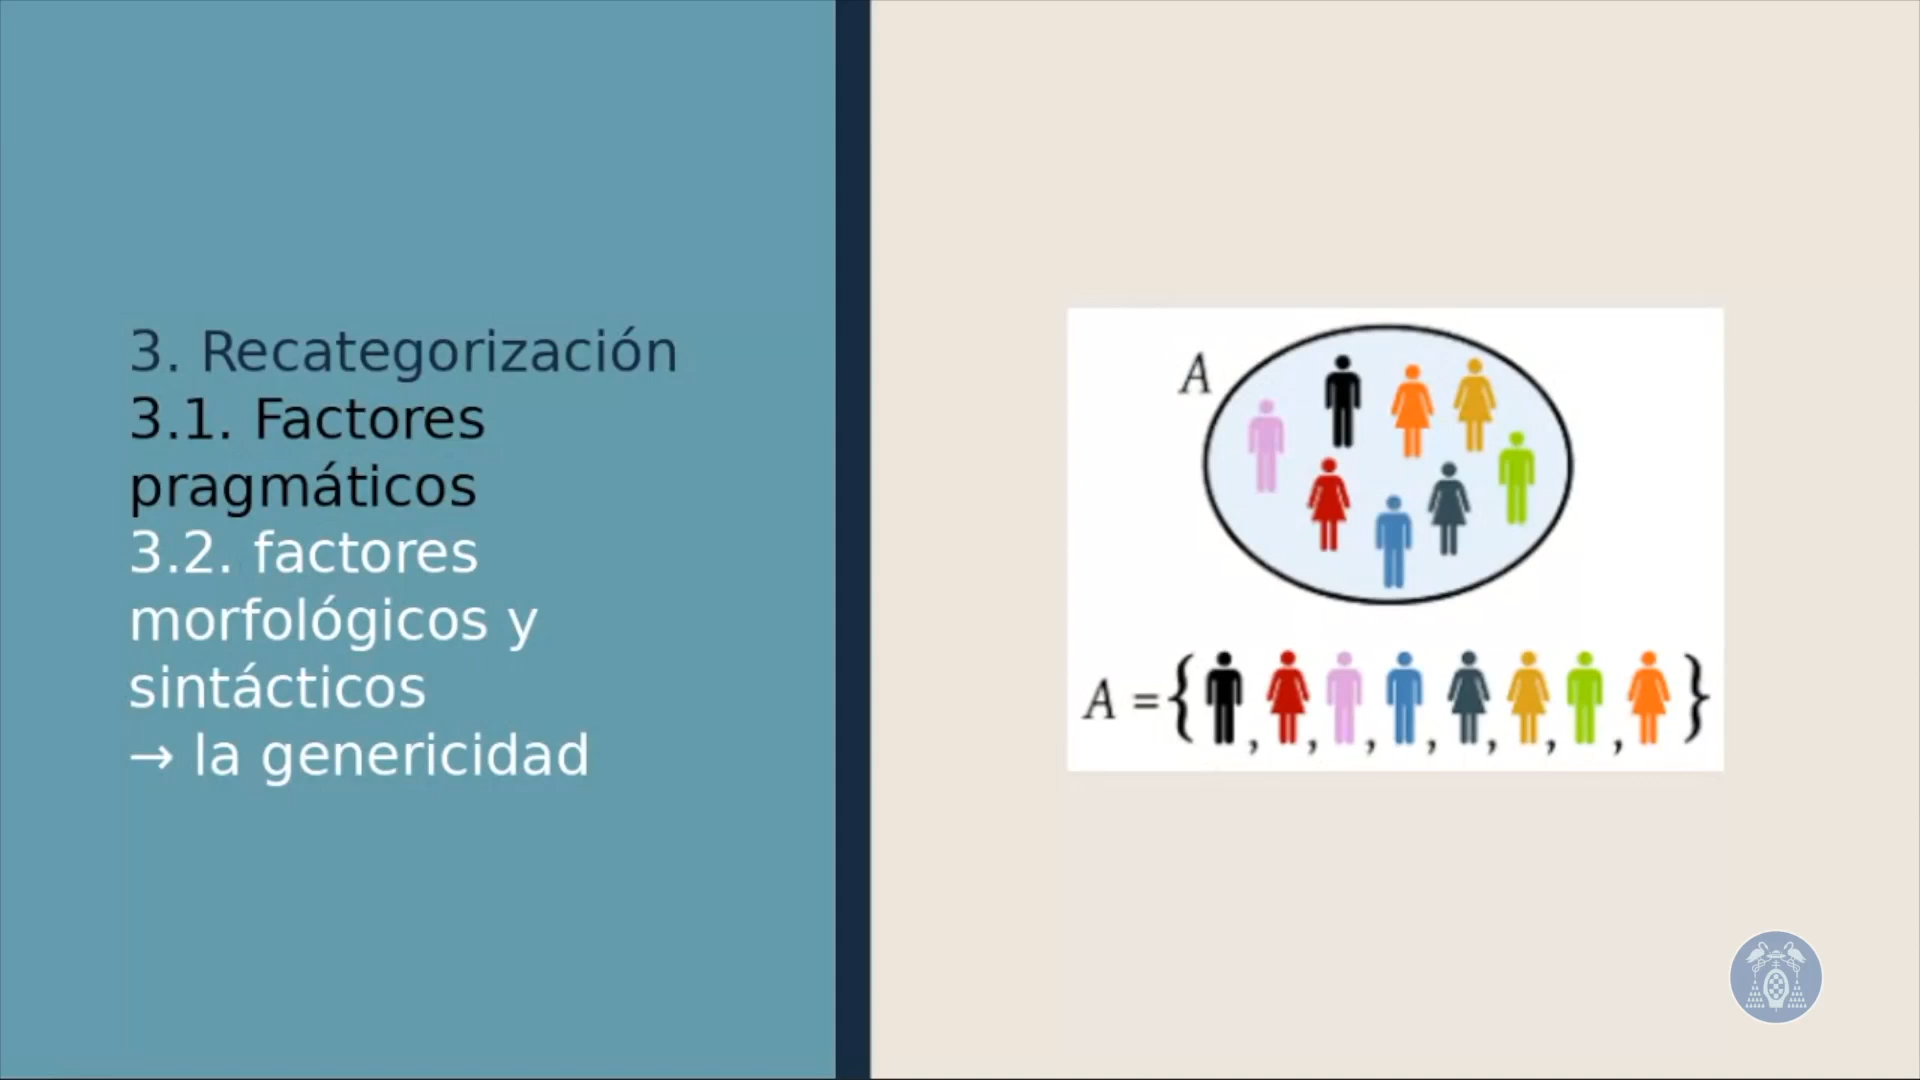 3. Recategorización
3.1. Factores
pragmáticos
3.2. factores
morfológicos y
sintácticos
→ la genericidad
A
A = { , , , , , , , }